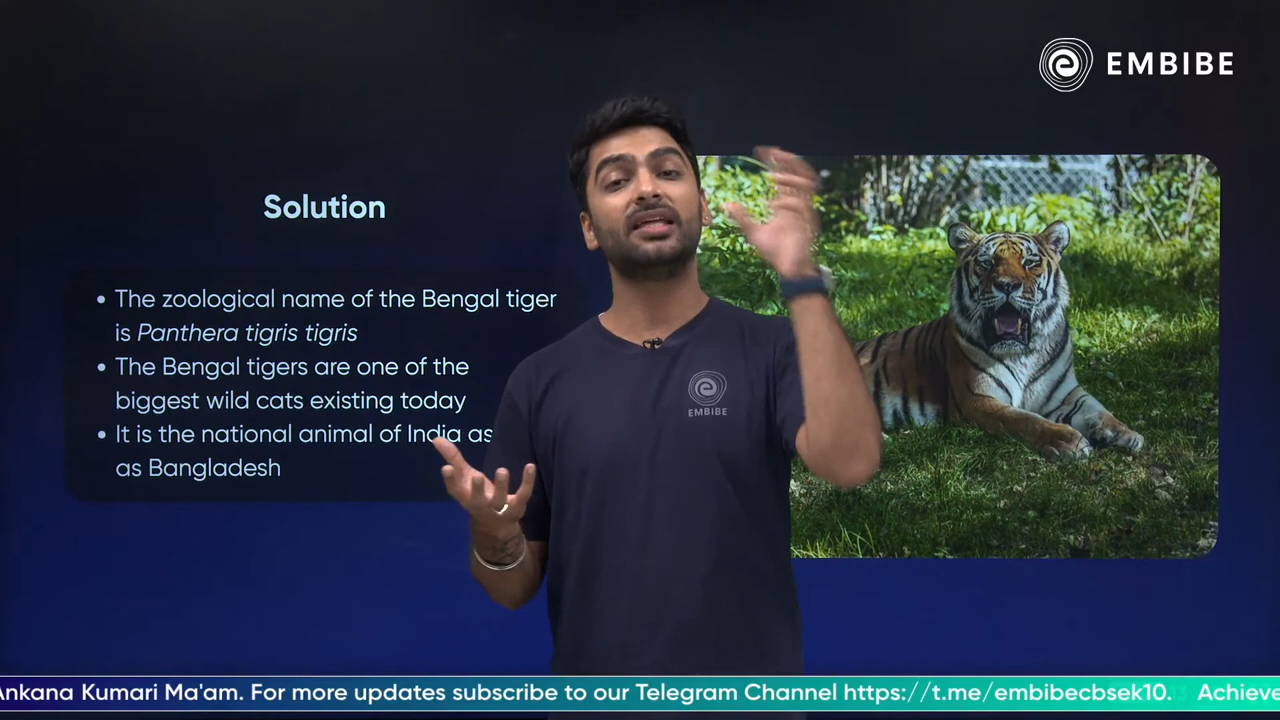 EMBIBE
Solution
• The zoological name of the Bengal tiger
is Panthera tigris tigris
• The Bengal tigers are one of the
biggest wild cats existing today
• It is the national animal of India as
as Bangladesh
EMBIBE
Ankana Kumari Ma'am. For more updates subscribe to our Telegram Channel https://t.me/embibecbsek10. Achieve